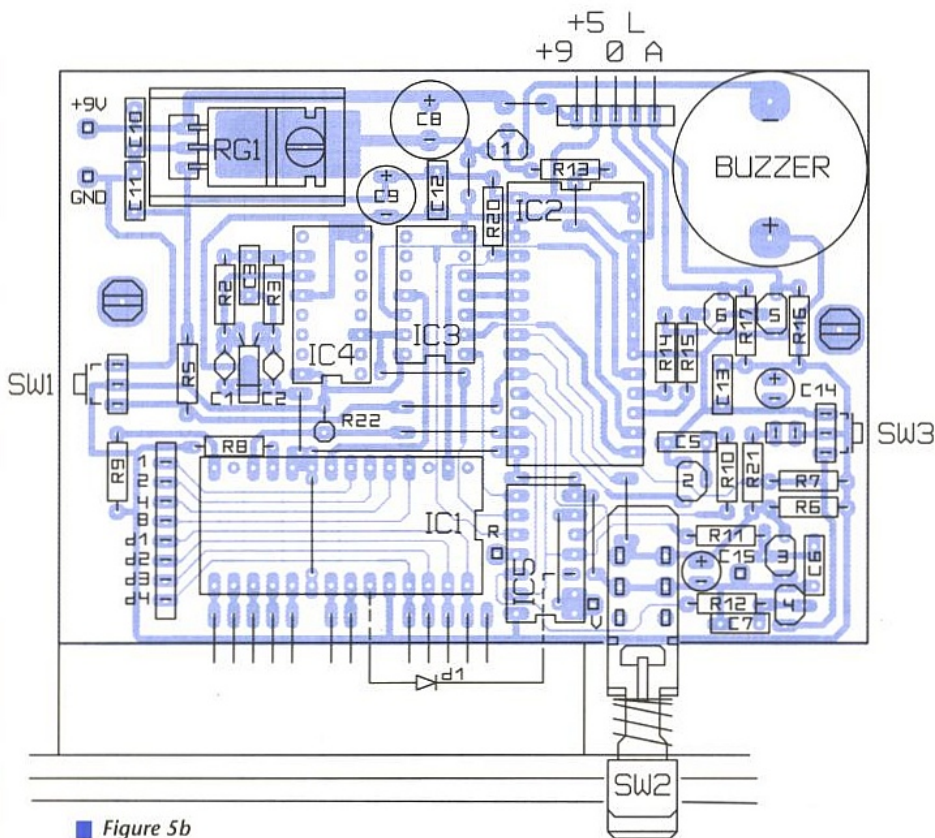 +5 L
+9 0 A
+9V
C10
RG1
C8
1
BUZZER
C11
GND
C9
C12
R13
R20
IC2
R2
C3
R3
IC4
IC3
6
R17
5
R16
R14
R15
SW1
R5
C1
C2
C13
C14
R22
SW3
R9
R8
C5
R10
R21
2
R7
R6
1
2
4
8
d1
d2
d3
d4
IC1
R
IC5
V
R11
C15
3
C6
R12
4
C7
d1
SW2
Figure 5b